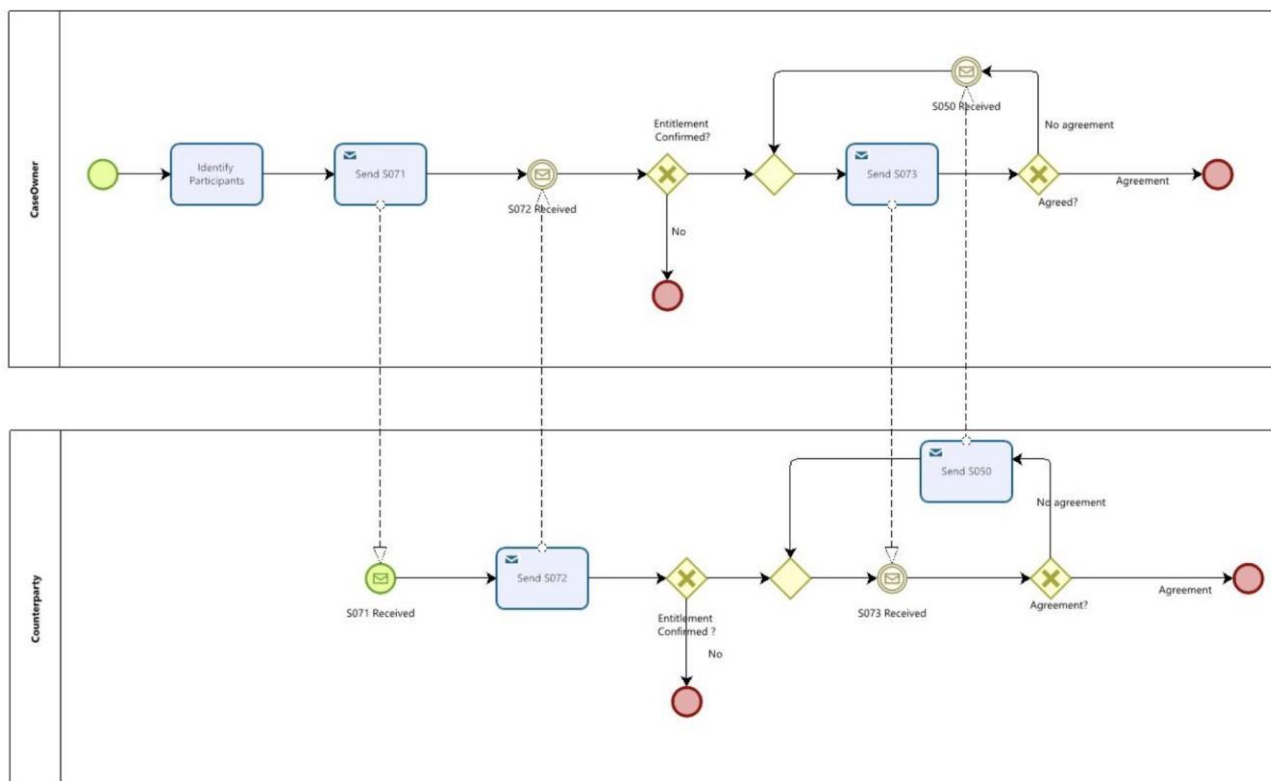 CaseOwner
Identify
Participants
Send S071
S072 Received
Entitlement
Confirmed?
No
Send S073
S050 Received
No agreement
Agreed?
Agreement
Counterparty
S071 Received
Send S072
Entitlement
Confirmed ?
No
S073 Received
Send S050
No agreement
Agreement?
Agreement